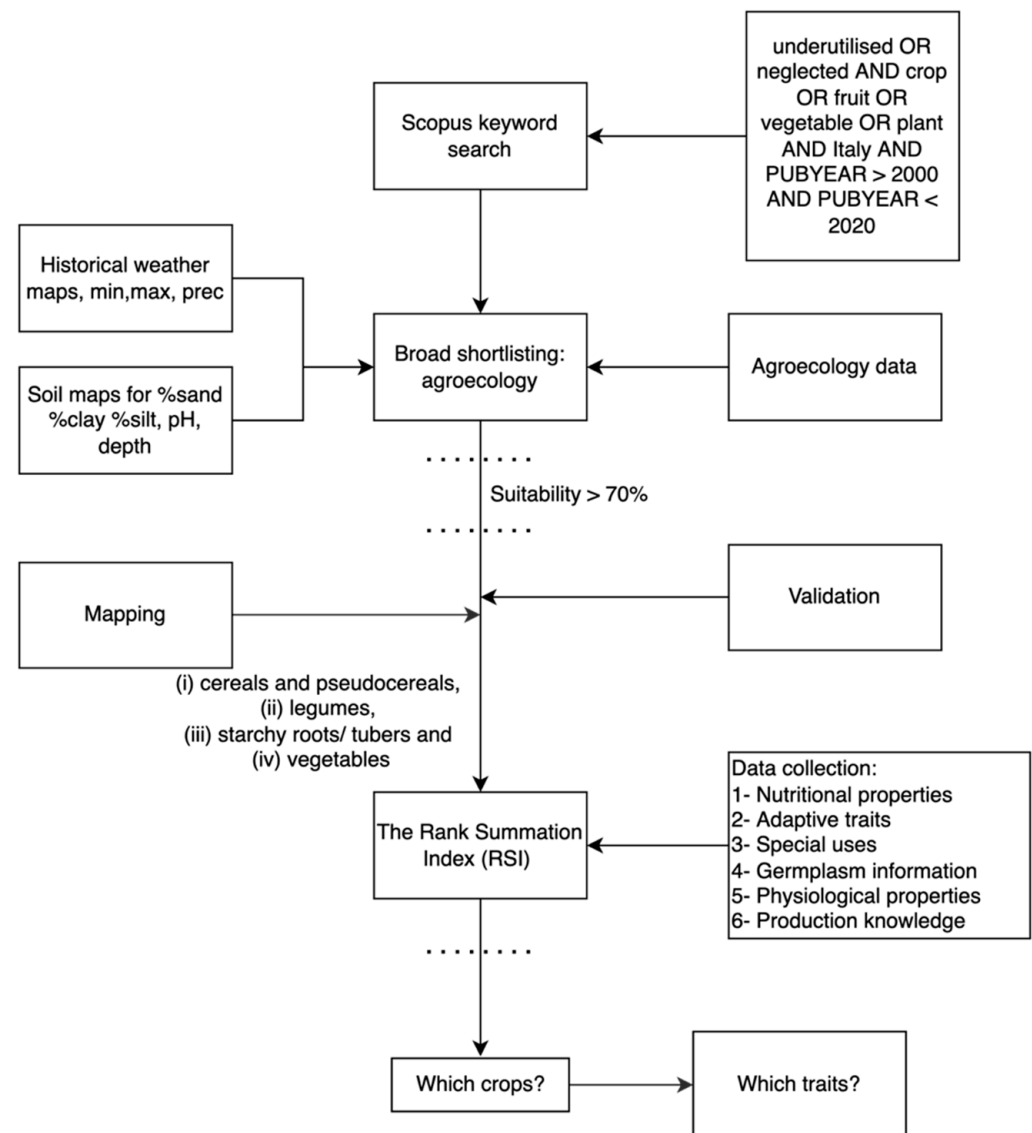 underutilised OR
neglected AND crop
OR fruit OR
vegetable OR plant
AND Italy AND
PUBYEAR > 2000
AND PUBYEAR <
2020
Scopus keyword
search
Historical weather
maps, min,max, prec
Soil maps for %sand
%clay %silt, pH,
depth
Broad shortlisting:
agroecology
Agroecology data
Suitability > 70%
Mapping
Validation
(i) cereals and pseudocereals,
(ii) legumes,
(iii) starchy roots/ tubers and
(iv) vegetables
The Rank Summation
Index (RSI)
Data collection:
1- Nutritional properties
2- Adaptive traits
3- Special uses
4- Germplasm information
5- Physiological properties
6- Production knowledge
Which crops?
Which traits?